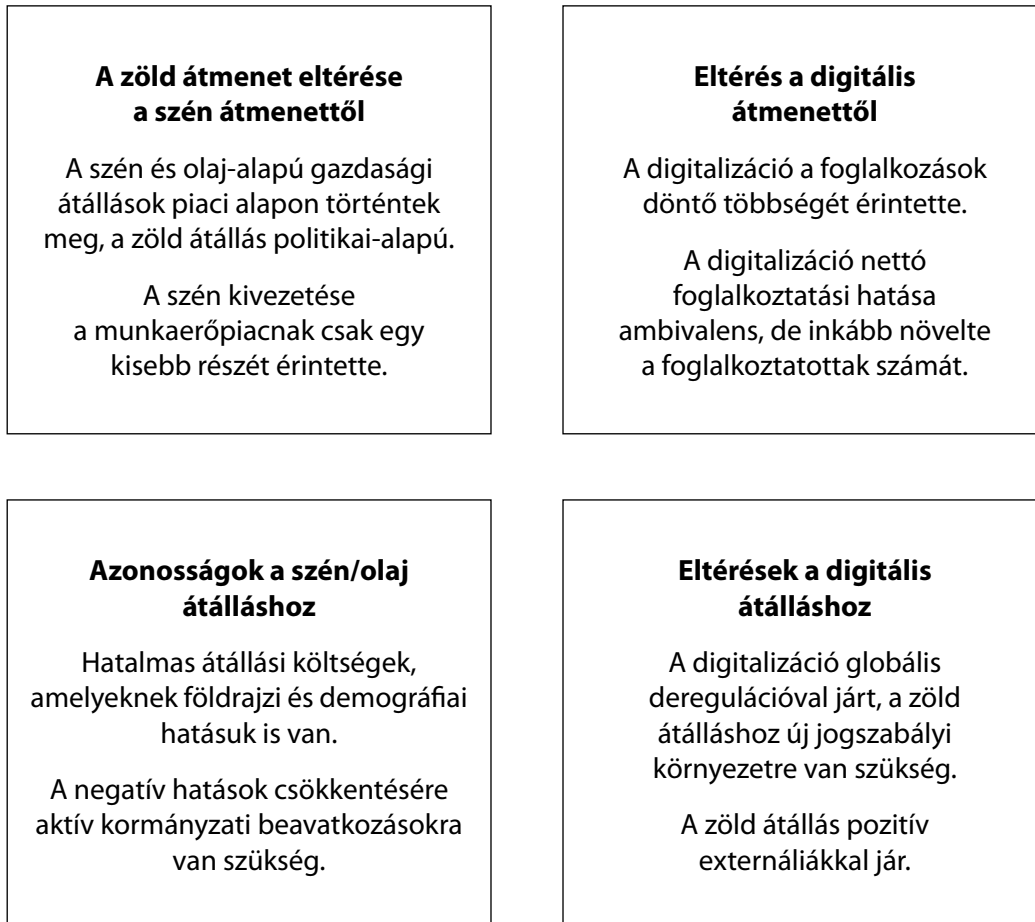 A zöld átmenet eltérése
a szén átmenettől
A szén és olaj-alapú gazdasági
átállások piaci alapon történtek
meg, a zöld átállás politikai-alapú.
A szén kivezetése
a munkaerőpiacnak csak egy
kisebb részét érintette.
Eltérés a digitális
átmenettől
A digitalizáció a foglalkozások
döntő többségét érintette.
A digitalizáció nettó
foglalkoztatási hatása
ambivalens, de inkább növelte
a foglalkoztatottak számát.
Azonosságok a szén/olaj
átálláshoz
Hatalmas átállási költségek,
amelyeknek földrajzi és demográfiai
hatásuk is van.
A negatív hatások csökkentésére
aktív kormányzati beavatkozásokra
van szükség.
Eltérések a digitális
átálláshoz
A digitalizáció globális
deregulációval járt, a zöld
átálláshoz új jogszabályi
környezetre van szükség.
A zöld átállás pozitív
externáliákkal jár.